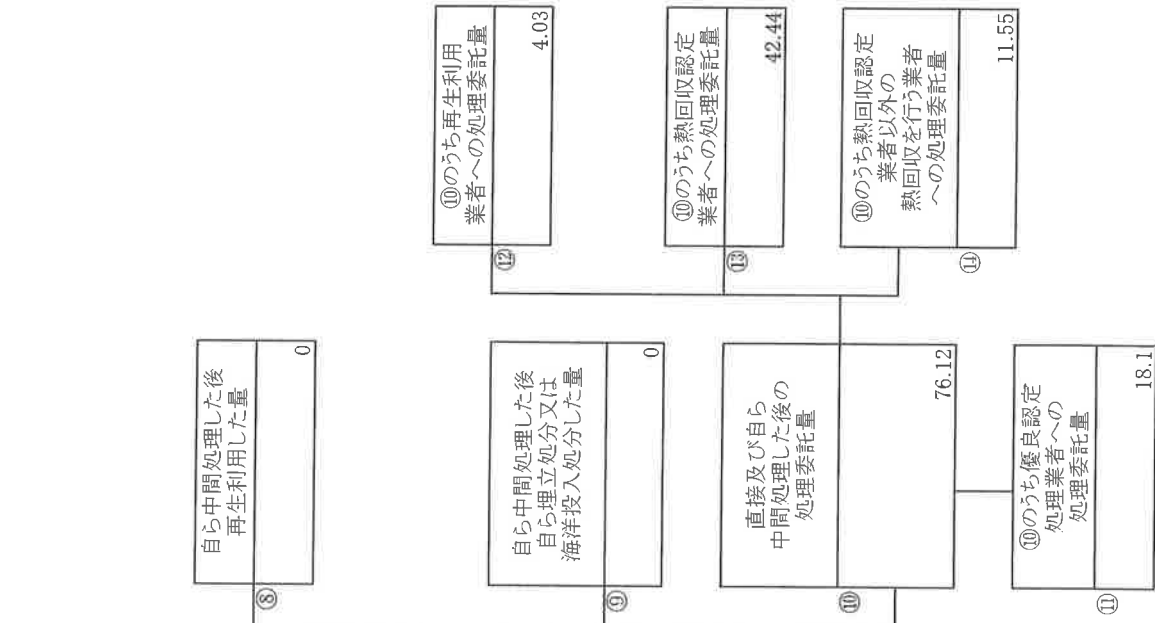 ⑧
自ら中間処理した後
再生利用した量
0
⑨
自ら中間処理した後
自ら埋立処分又は
海洋投入処分した量
0
⑩
直接及び自ら
中間処理した後の
処理委託量
76.12
⑪
⑩のうち優良認定
処理業者への
処理委託量
18.1
⑫
⑩のうち再生利用
業者への処理委託量
4.03
⑬
⑩のうち熱回収認定
業者への処理委託量
42.44
⑭
⑩のうち熱回収認定
業者以外の
熱回収を行う業者
への処理委託量
11.55